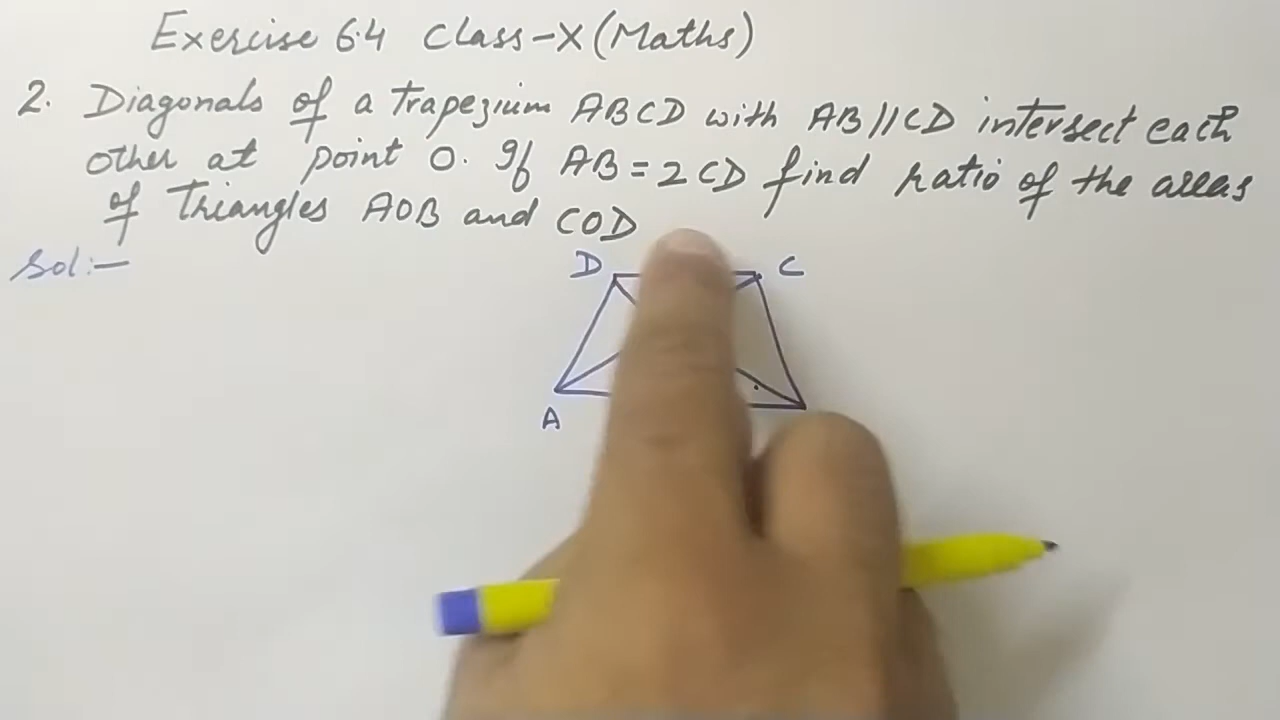 Exercise 6.4 Class-X (Maths)
2. Diagonals of a Trapezium ABCD with AB//CD intersect each
other at point O. If AB = 2 CD find ratio of the areas
of Triangles AOB and COD
Sol:-
D C
A